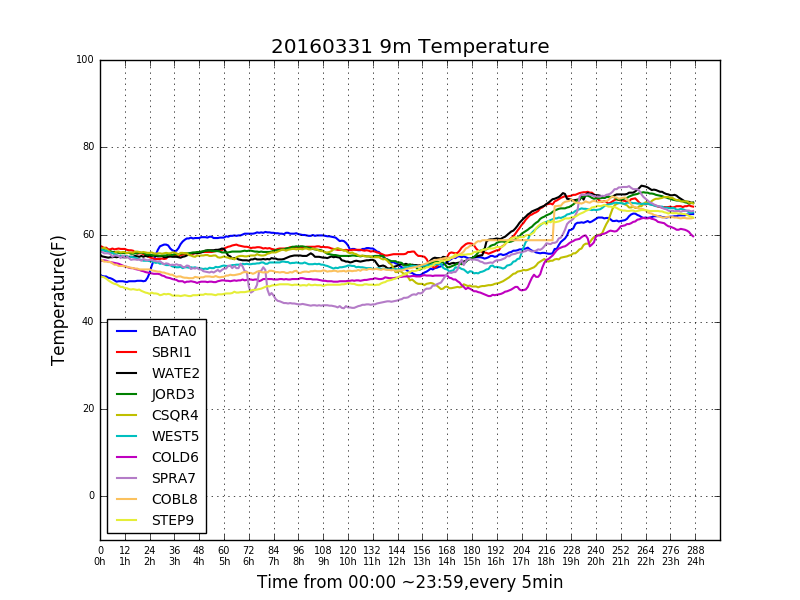 20160331 9m Temperature
100
80
60
40
20
0
Temperature(F)
BATA0
SBRI1
WATE2
JORD3
CSQR4
WEST5
COLD6
SPRA7
COBL8
STEP9
0 12 24 36 48 60 72 84 96 108 120 132 144 156 168 180 192 204 216 228 240 252 264 276 288
0h 1h 2h 3h 4h 5h 6h 7h 8h 9h 10h 11h 12h 13h 14h 15h 16h 17h 18h 19h 20h 21h 22h 23h 24h
Time from 00:00 ~23:59,every 5min